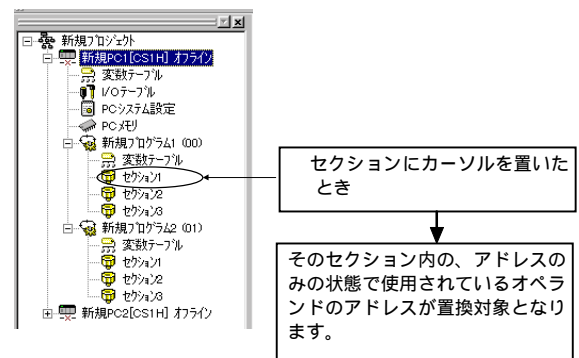 新規プロジェクト
新規PC1[CS1H] オフライン
変数テーブル
I/Oテーブル
PCシステム設定
PCメモリ
新規プログラム1 (00)
変数テーブル
セクション1
セクション2
セクション3
新規プログラム2 (01)
変数テーブル
セクション1
セクション2
セクション3
新規PC2[CS1H] オフライン
セクションにカーソルを置いた
とき
そのセクション内の、アドレスの
みの状態で使用されているオペラ
ンドのアドレスが置換対象となり
ます。